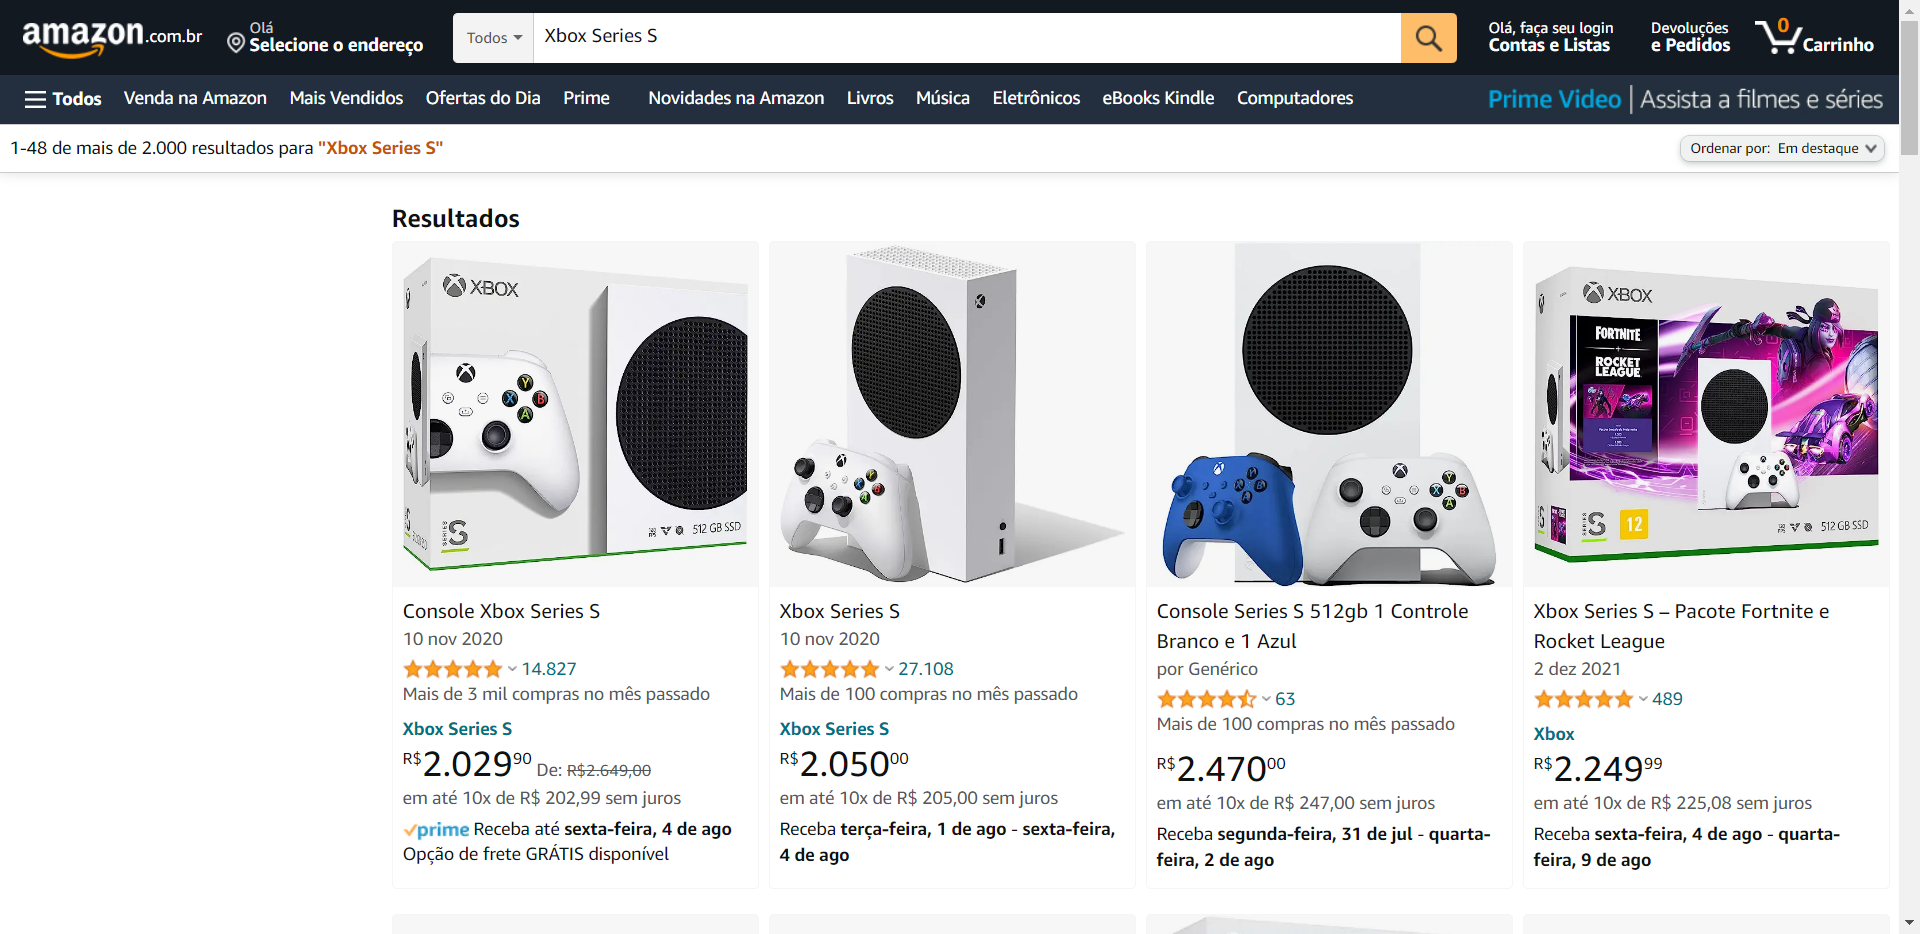 amazon.com.br
Olá
Selecione o endereço
Todos
Xbox Series S
Olá, faça seu login
Contas e Listas
Devoluções
e Pedidos
0
Carrinho
Todos
Venda na Amazon
Mais Vendidos
Ofertas do Dia
Prime
Novidades na Amazon
Livros
Música
Eletrônicos
eBooks Kindle
Computadores
Prime Video | Assista a filmes e séries
1-48 de mais de 2.000 resultados para "Xbox Series S"
Ordenar por: Em destaque
Resultados
XBOX
Y
X
B
A
SERIES
S
512 GB SSD
Console Xbox Series S
10 nov 2020
14.827
Mais de 3 mil compras no mês passado
Xbox Series S
R$2.02990 De: R$2.649,00
em até 10x de R$ 202,99 sem juros
prime Receba até sexta-feira, 4 de ago
Opção de frete GRÁTIS disponível
Xbox Series S
10 nov 2020
27.108
Mais de 100 compras no mês passado
Xbox Series S
R$2.05000
em até 10x de R$ 205,00 sem juros
Receba terça-feira, 1 de ago - sexta-feira,
4 de ago
Y
X
B
A
Console Series S 512gb 1 Controle
Branco e 1 Azul
por Genérico
63
Mais de 100 compras no mês passado
R$2.47000
em até 10x de R$ 247,00 sem juros
Receba segunda-feira, 31 de jul - quarta-
feira, 2 de ago
XBOX
FORTNITE
+
ROCKET
LEAGUE
SERIES
S
12
512 GB SSD
Xbox Series S – Pacote Fortnite e
Rocket League
2 dez 2021
489
Xbox
R$2.24999
em até 10x de R$ 225,08 sem juros
Receba sexta-feira, 4 de ago - quarta-
feira, 9 de ago